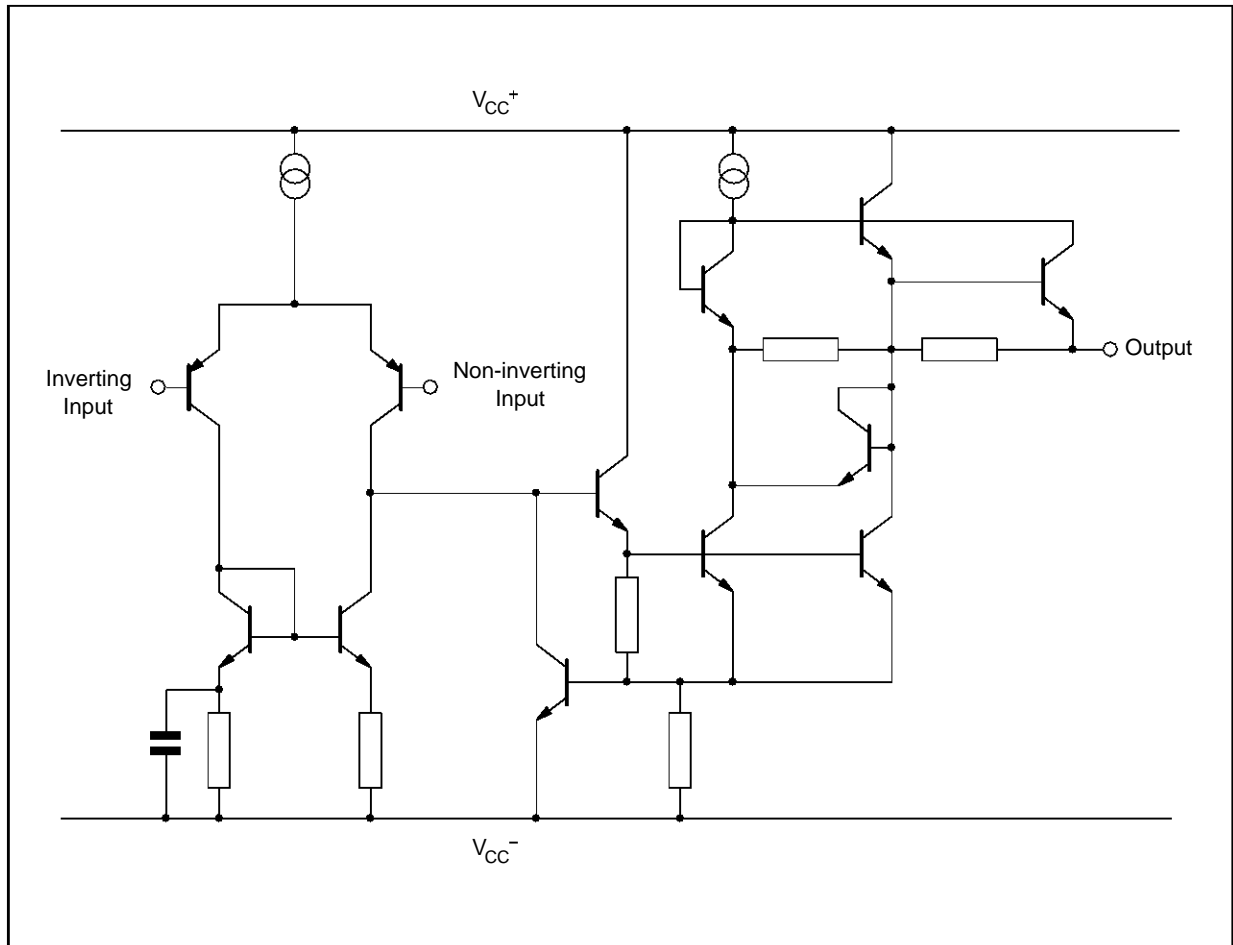 VCC+
Inverting
Input
Non-inverting
Input
Output
VCC−